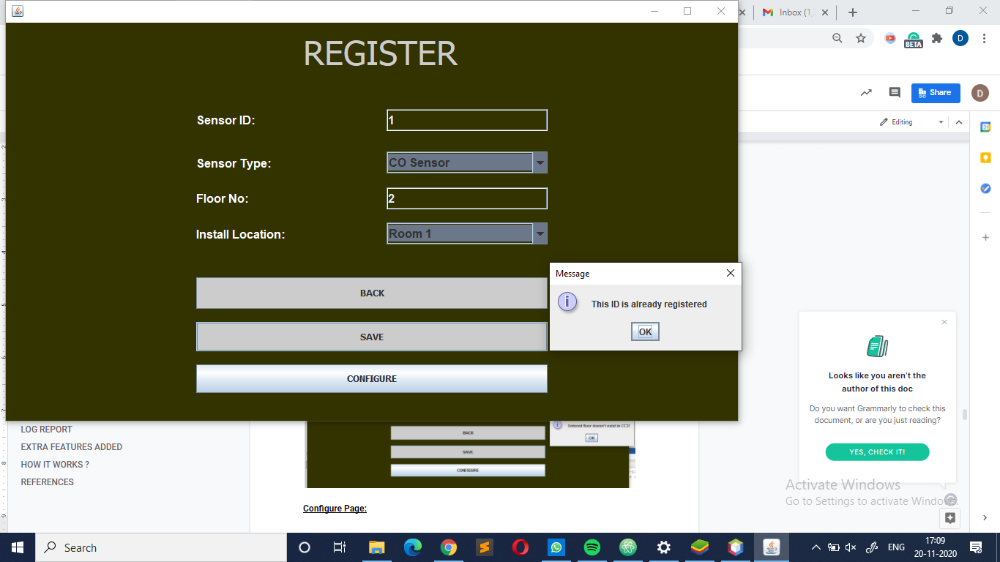 Inbox (1,
REGISTER
BETA
D
Share
D
Editing
Sensor ID:
1
Sensor Type:
CO Sensor
Floor No:
2
Install Location:
Room 1
BACK
SAVE
CONFIGURE
Message
This ID is already registered
OK
Looks like you aren't the
author of this doc
Do you want Grammarly to check this
document, or are you just reading?
YES, CHECK IT!
LOG REPORT
EXTRA FEATURES ADDED
HOW IT WORKS ?
REFERENCES
BACK
SAVE
CONFIGURE
Entered floor doesn't exist in CCI!
OK
Configure Page:
Activate Windows
Go to Settings to activate Windows.
Search
ENG
17:09
20-11-2020